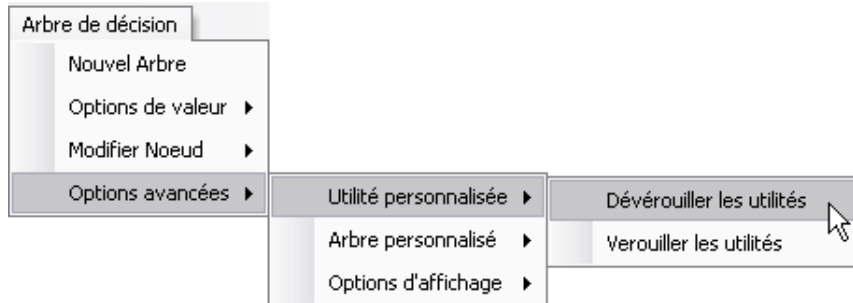 Arbre de décision
Nouvel Arbre
Options de valeur
Modifier Noeud
Options avancées
Utilité personnalisée
Arbre personnalisé
Options d'affichage
Dévérouiller les utilités
Verouiller les utilités